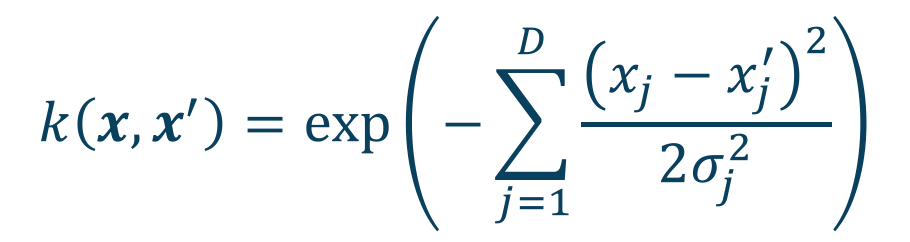 k(𝒙, 𝒙′) = exp(− ∑_{j=1}^{D} (x_j − x′_j)² / 2σ_j²)